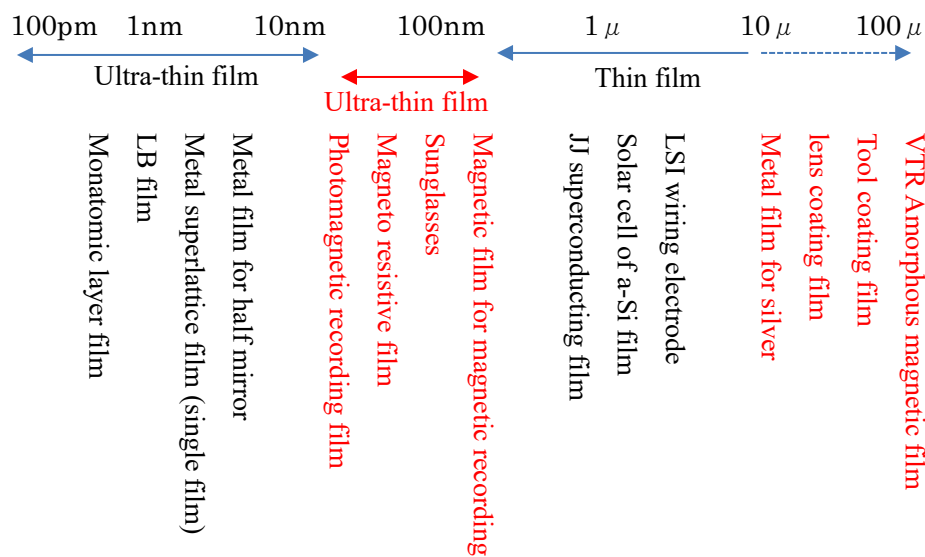 100pm 1nm 10nm 100nm 1μ 10μ 100μ
Ultra-thin film
Ultra-thin film
Thin film
Monatomic layer film
LB film
Metal superlattice film (single film)
Metal film for half mirror
Photomagnetic recording film
Magneto resistive film
Sunglasses
Magnetic film for magnetic recording
JJ superconducting film
Solar cell of a-Si film
LSI wiring electrode
Metal film for silver
lens coating film
Tool coating film
VTR Amorphous magnetic film